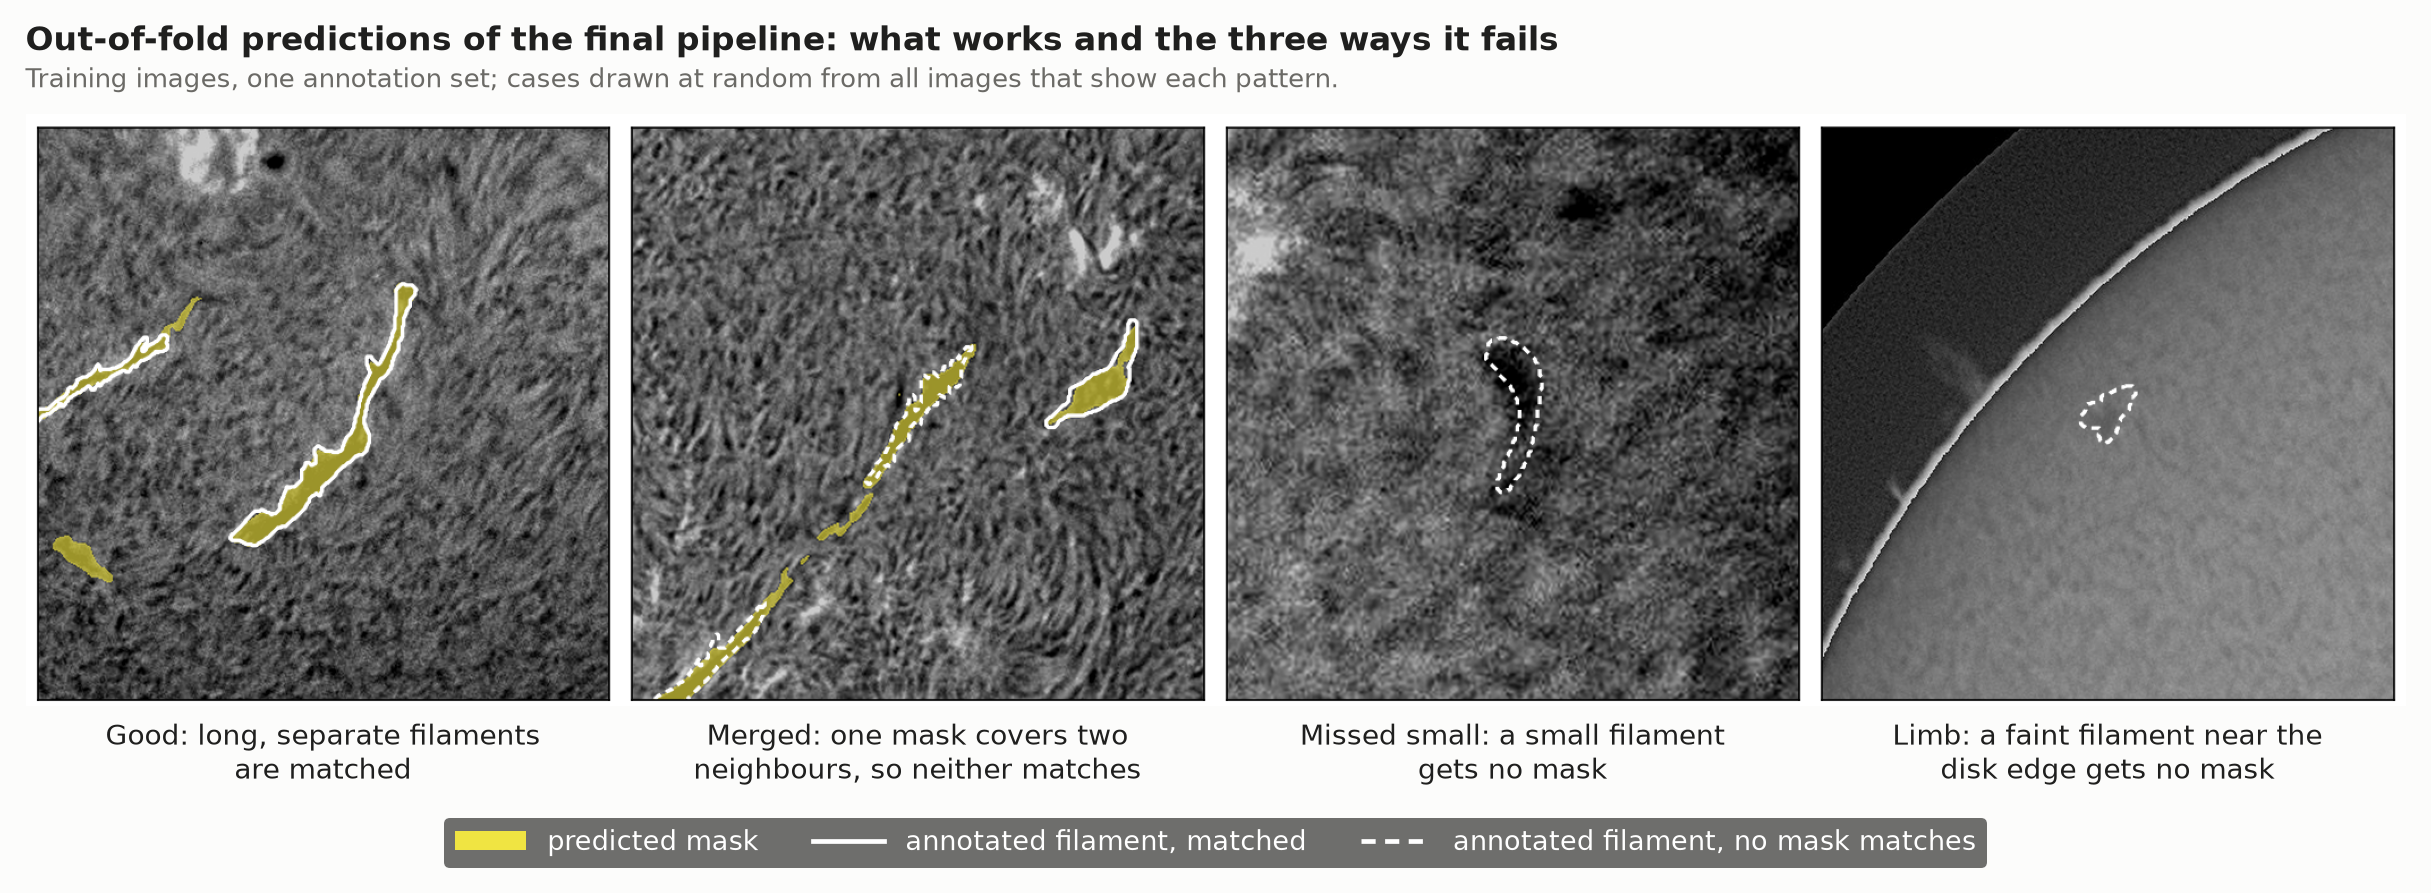 Out-of-fold predictions of the final pipeline: what works and the three ways it fails
Training images, one annotation set; cases drawn at random from all images that show each pattern.
Good: long, separate filaments
are matched
Merged: one mask covers two
neighbours, so neither matches
Missed small: a small filament
gets no mask
Limb: a faint filament near the
disk edge gets no mask
predicted mask
annotated filament, matched
annotated filament, no mask matches